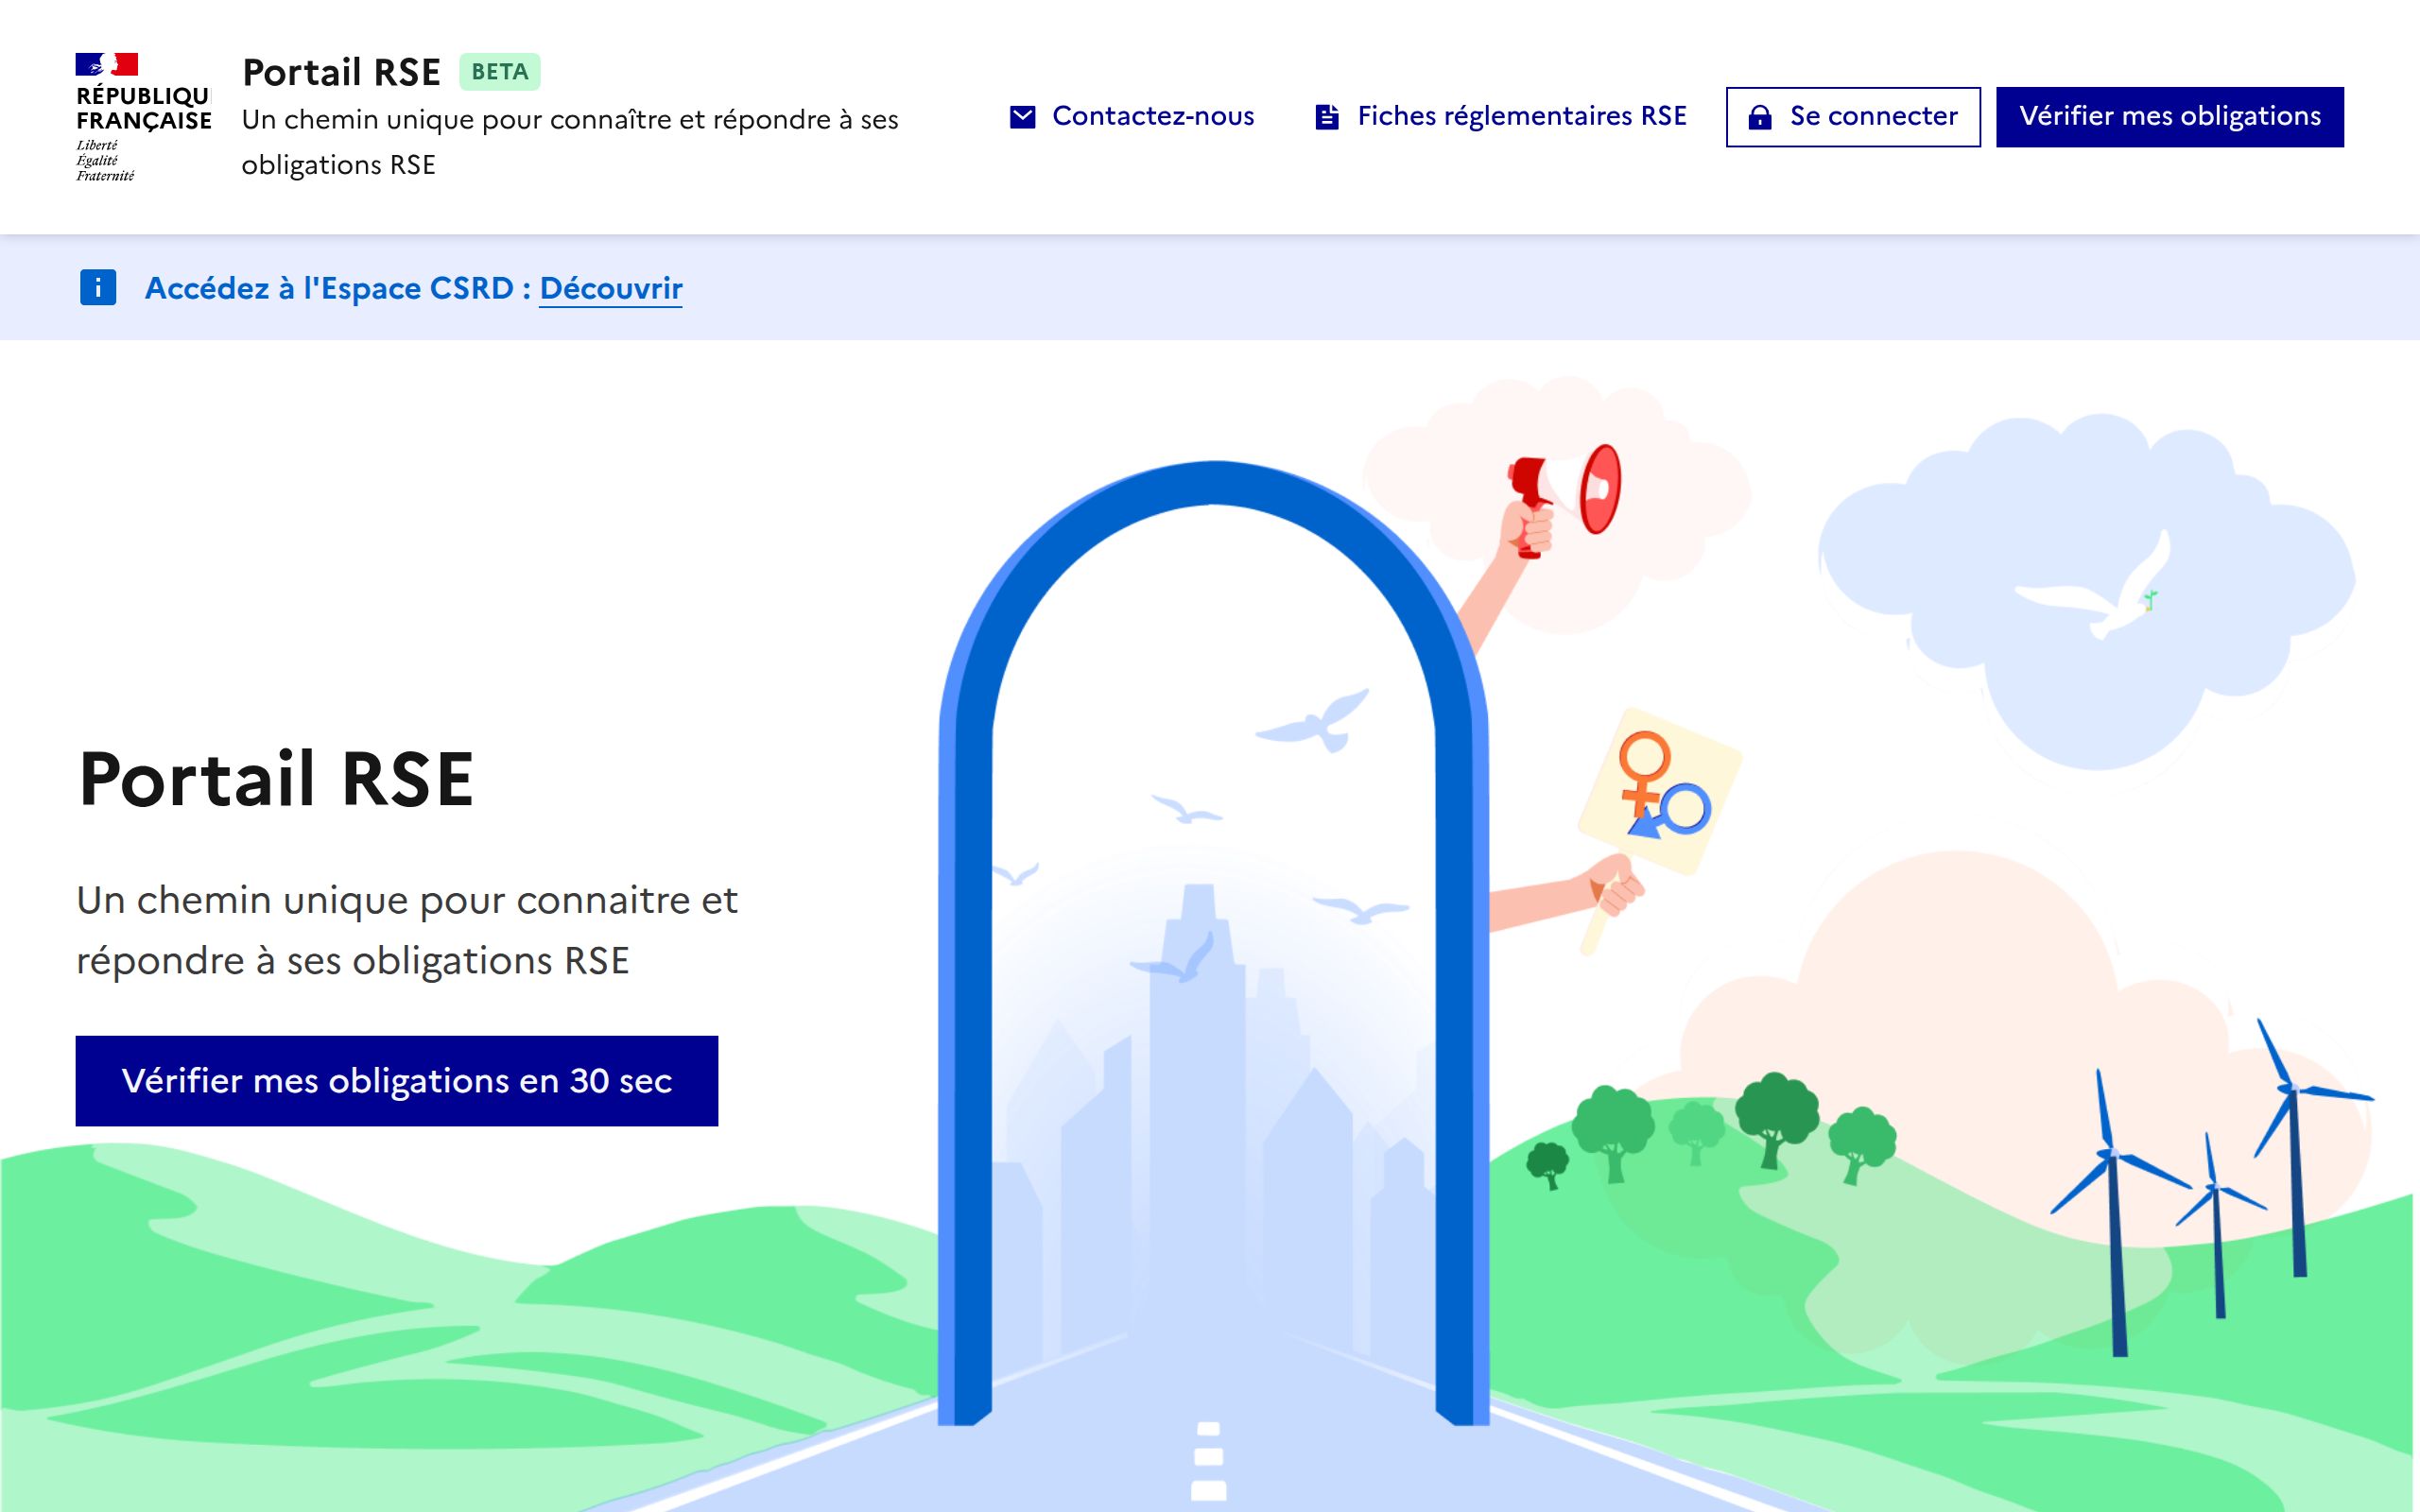 RÉPUBLIQU
FRANÇAISE
Liberté
Égalité
Fraternité
Portail RSE BETA
Un chemin unique pour connaître et répondre à ses
obligations RSE
Contactez-nous
Fiches réglementaires RSE
Se connecter
Vérifier mes obligations
Accédez à l'Espace CSRD : Découvrir
Portail RSE
Un chemin unique pour connaitre et
répondre à ses obligations RSE
Vérifier mes obligations en 30 sec